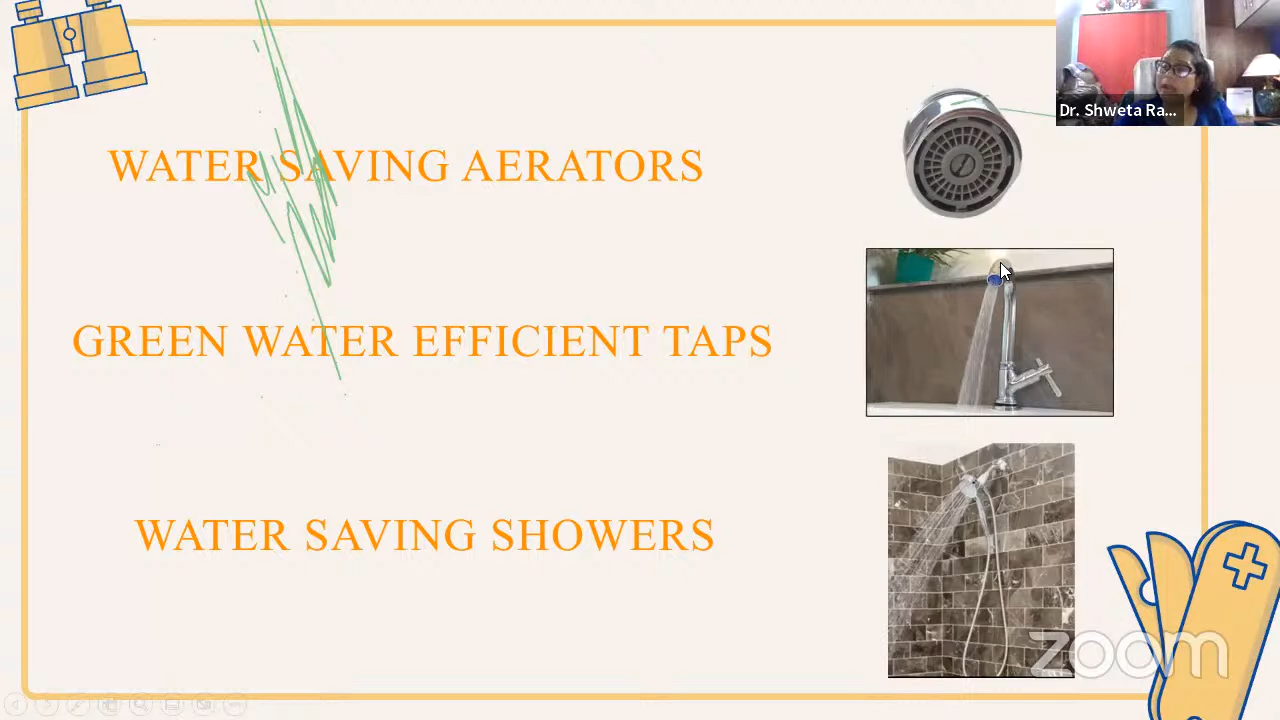 Dr. Shweta Ra...
WATER SAVING AERATORS
GREEN WATER EFFICIENT TAPS
WATER SAVING SHOWERS
zoom